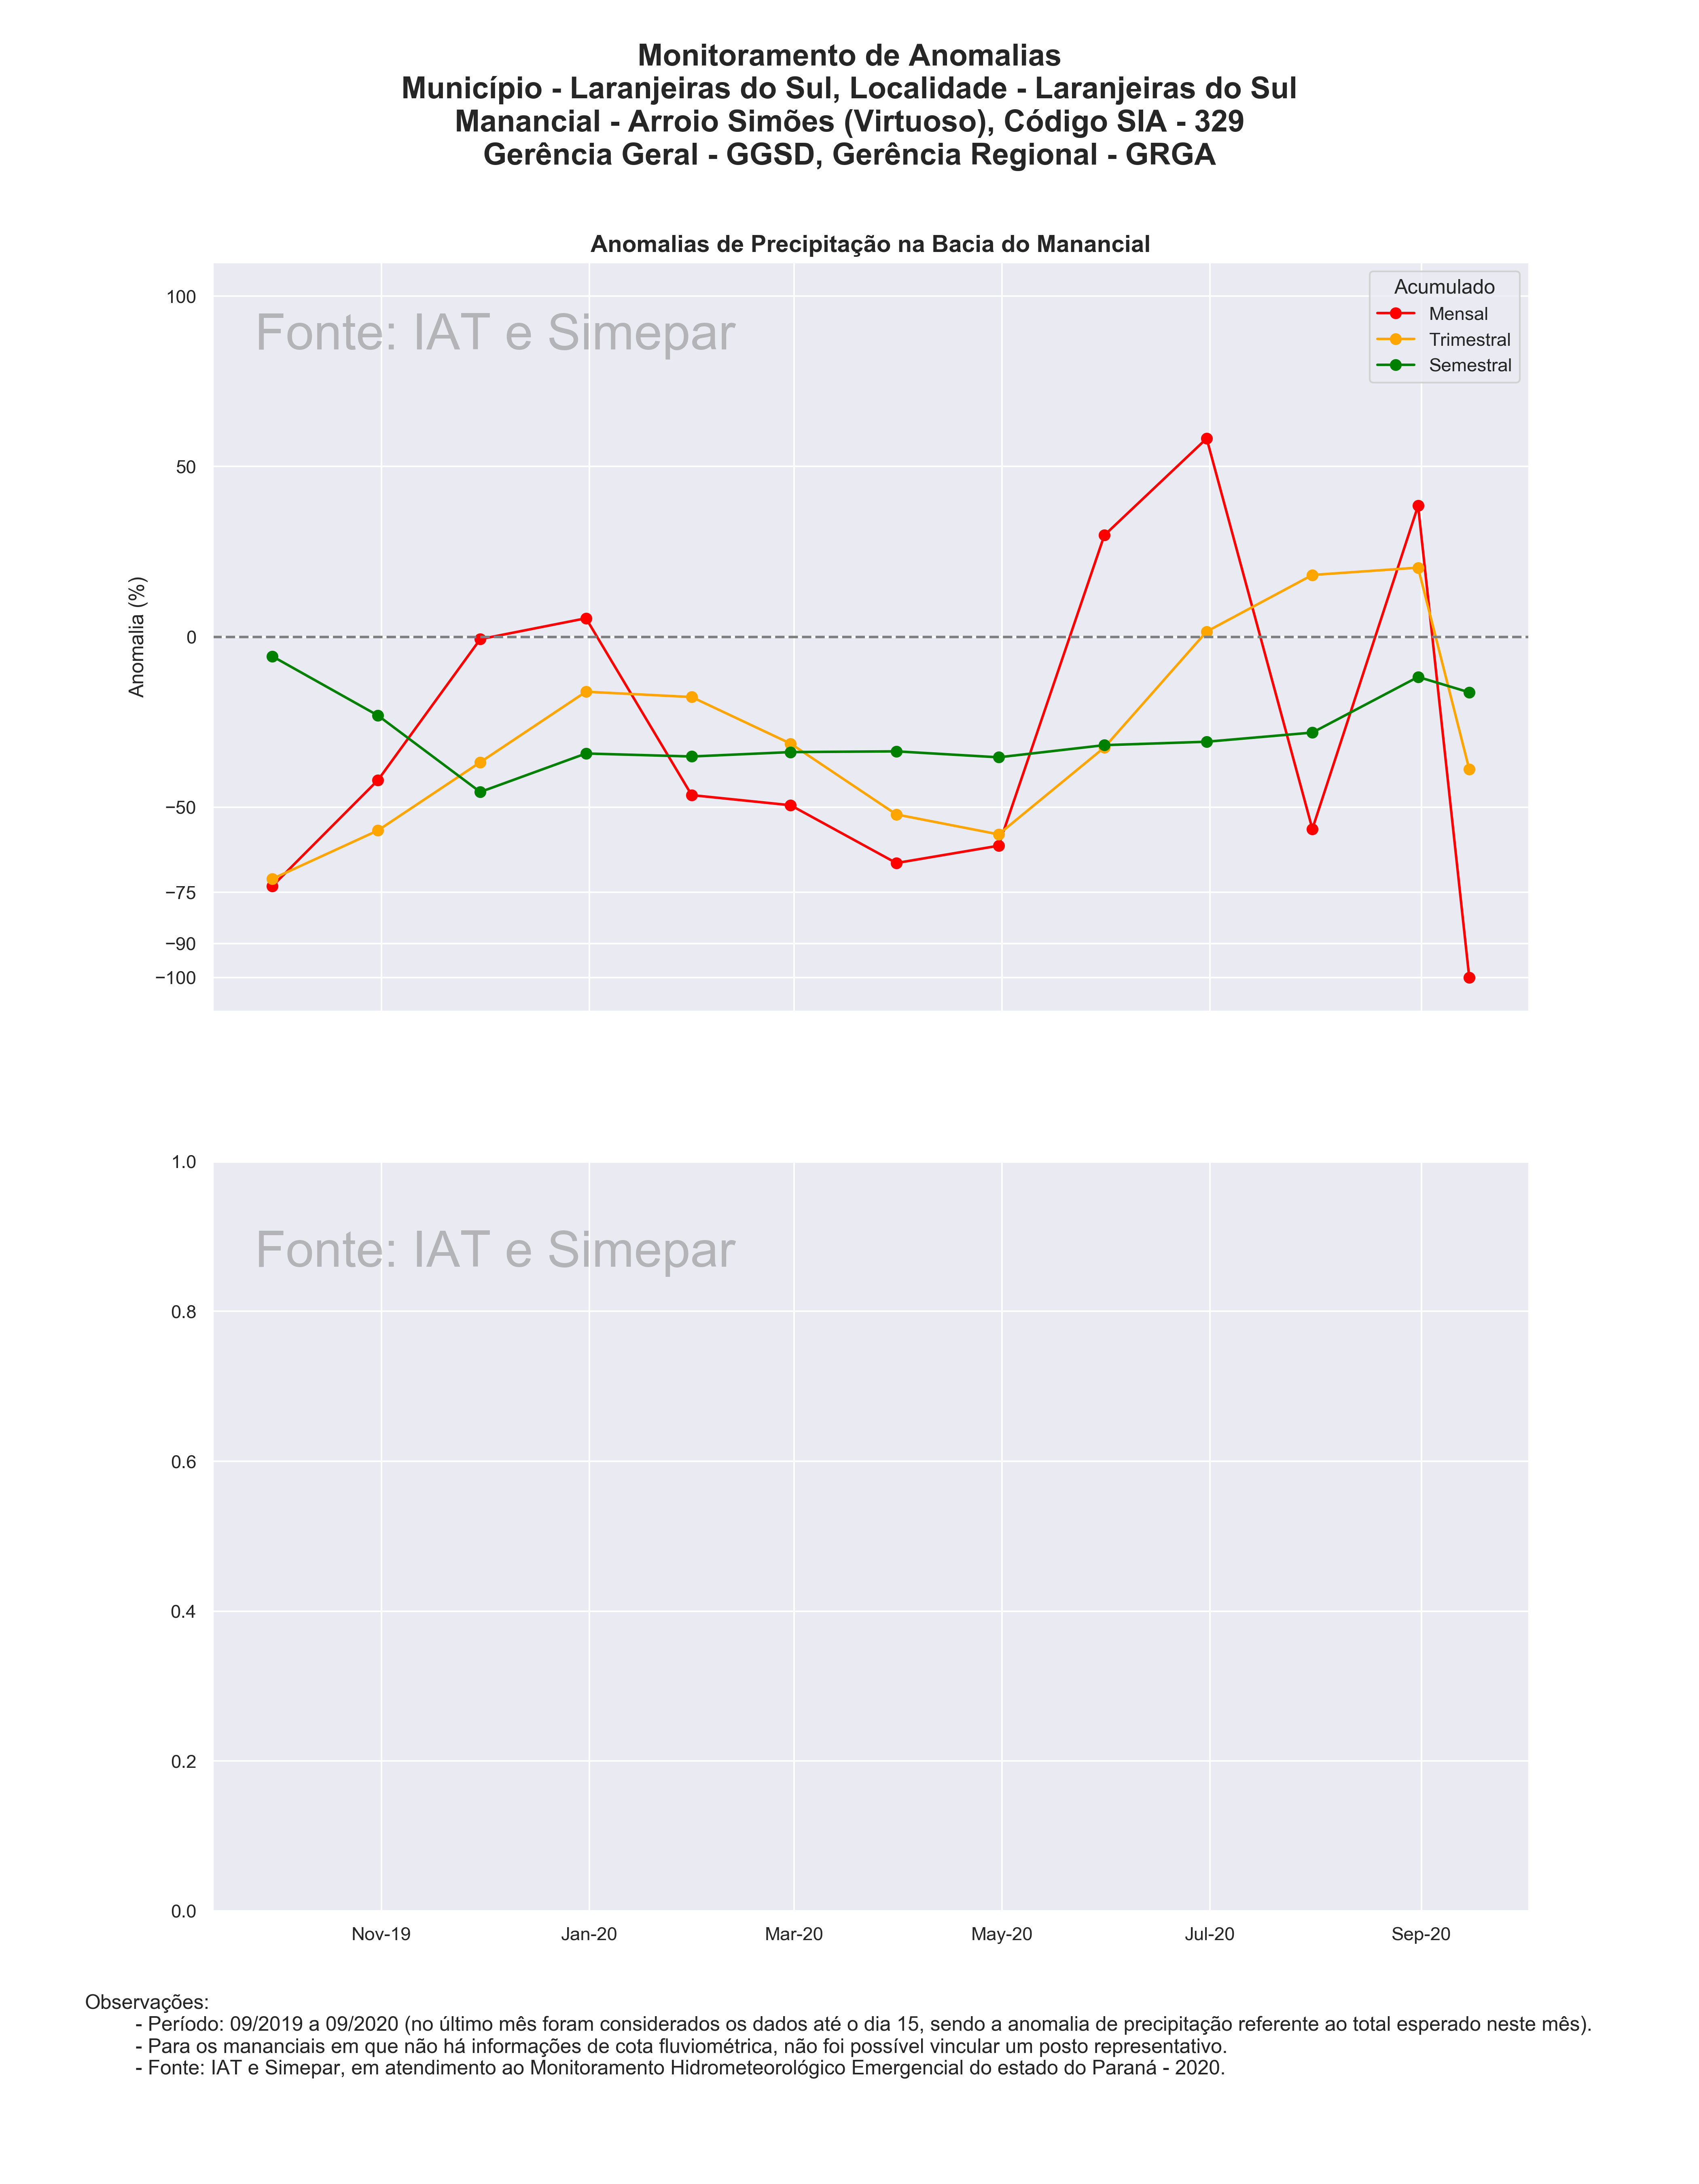 Monitoramento de Anomalias
Município - Laranjeiras do Sul, Localidade - Laranjeiras do Sul
Manancial - Arroio Simões (Virtuoso), Código SIA - 329
Gerência Geral - GGSD, Gerência Regional - GRGA
Anomalias de Precipitação na Bacia do Manancial
Fonte: IAT e Simepar
Acumulado
Mensal
Trimestral
Semestral
Anomalia (%)
100
50
0
−50
−75
−90
−100
Fonte: IAT e Simepar
1.0
0.8
0.6
0.4
0.2
0.0
Nov-19 Jan-20 Mar-20 May-20 Jul-20 Sep-20
Observações:
- Período: 09/2019 a 09/2020 (no último mês foram considerados os dados até o dia 15, sendo a anomalia de precipitação referente ao total esperado neste mês).
- Para os mananciais em que não há informações de cota fluviométrica, não foi possível vincular um posto representativo.
- Fonte: IAT e Simepar, em atendimento ao Monitoramento Hidrometeorológico Emergencial do estado do Paraná - 2020.